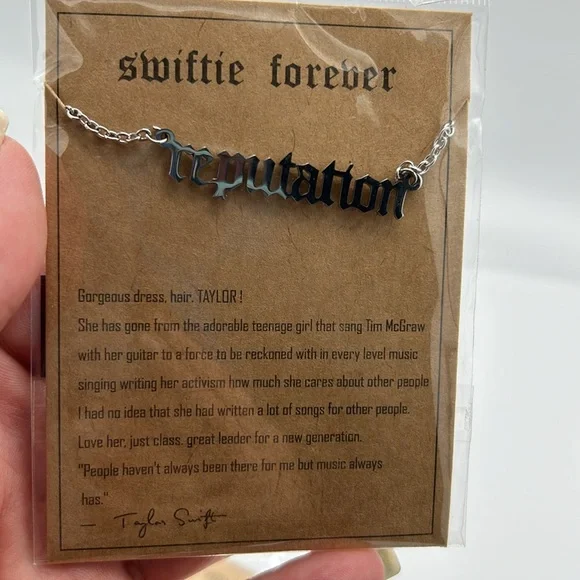 swiftie forever
reputation
Gorgeous dress, hair, TAYLOR!
She has gone from the adorable teenage girl that sang Tim McGraw
with her guitar to a force to be reckoned with in every level music
singing writing her activism how much she cares about other people
I had no idea that she had written a lot of songs for other people.
Love her, just class. great leader for a new generation.
"People haven't always been there for me but music always
has."
— Taylor Swift